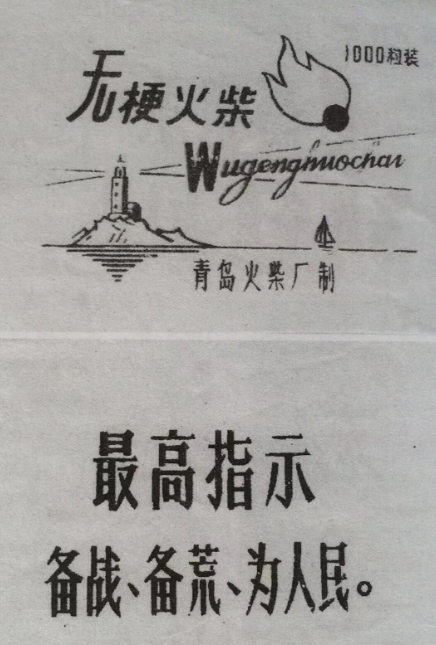 1000粒装
无梗火柴
Wugenghuochai
青岛火柴厂制
最高指示
备战、备荒、为人民。